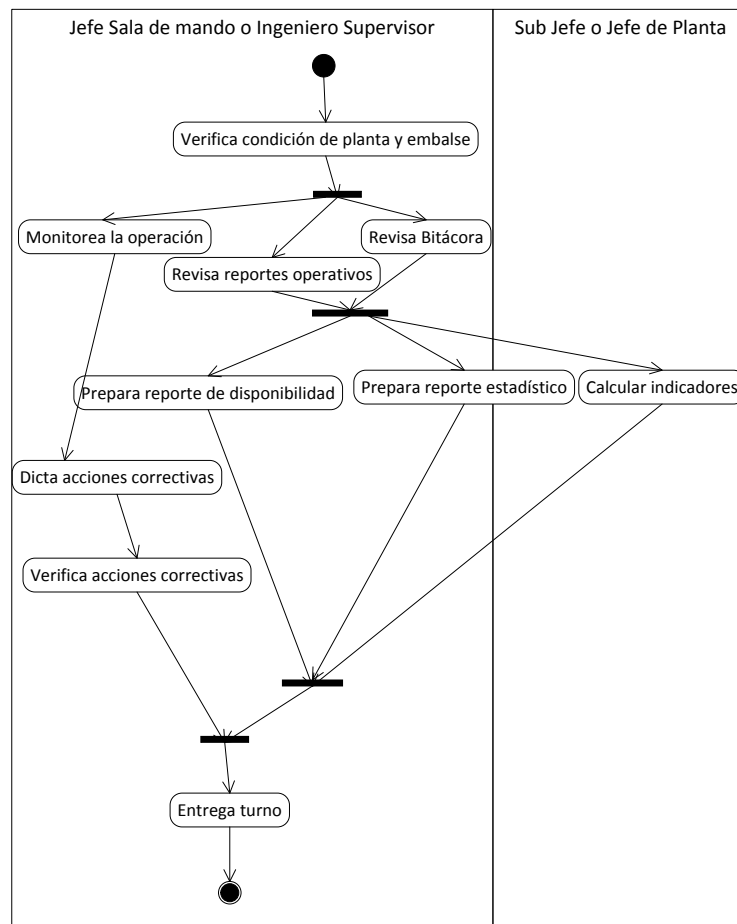 Jefe Sala de mando o Ingeniero Supervisor
Sub Jefe o Jefe de Planta
Verifica condición de planta y embalse
Monitorea la operación
Revisa Bitácora
Revisa reportes operativos
Prepara reporte de disponibilidad
Prepara reporte estadístico
Calcular indicadores
Dicta acciones correctivas
Verifica acciones correctivas
Entrega turno